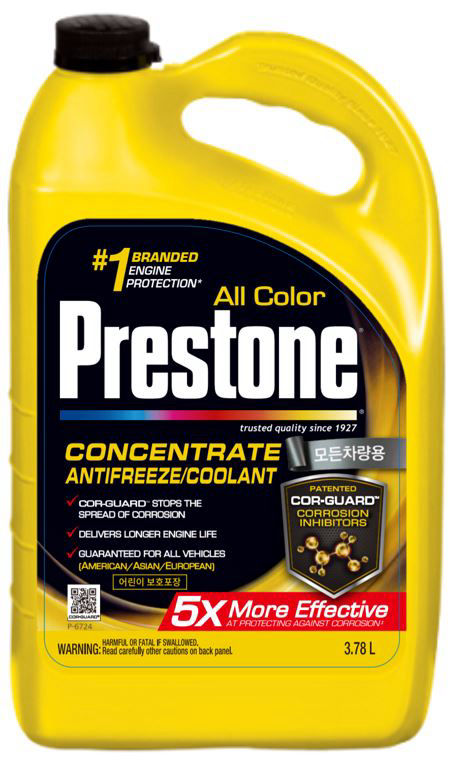 #1 BRANDED
ENGINE
PROTECTION*
All Color
Prestone®
trusted quality since 1927
CONCENTRATE
ANTIFREEZE/COOLANT
모든차량용
COR-GUARD™ STOPS THE
SPREAD OF CORROSION
DELIVERS LONGER ENGINE LIFE
GUARANTEED FOR ALL VEHICLES
(AMERICAN/ASIAN/EUROPEAN)
어린이 보호포장
PATENTED
COR-GUARD™
CORROSION
INHIBITORS
COR-GUARD™
P-6724
5X More Effective
AT PROTECTING AGAINST CORROSION‡
WARNING: HARMFUL OR FATAL IF SWALLOWED.
Read carefully other cautions on back panel.
3.78 L